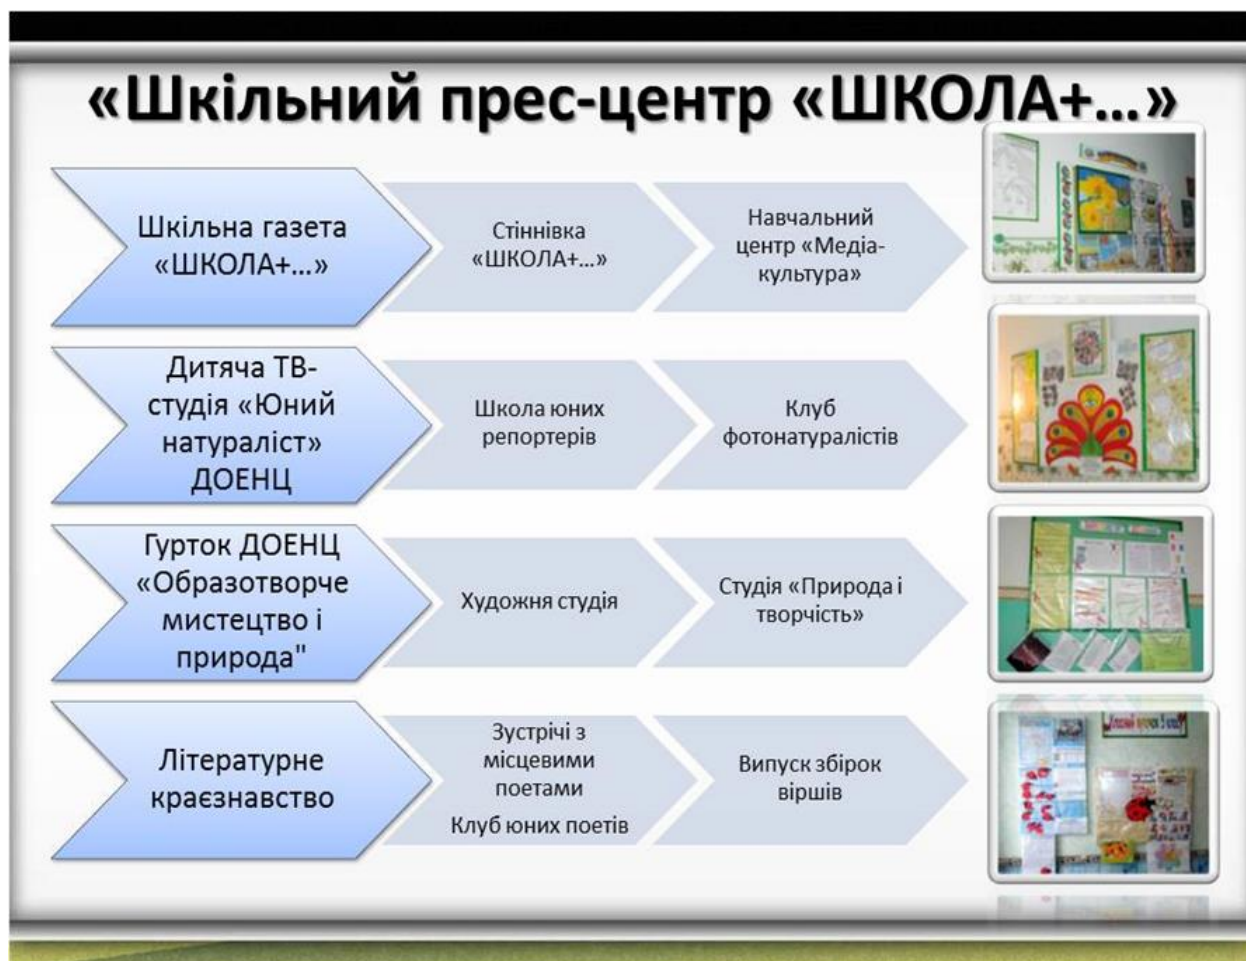 «Шкільний прес-центр «ШКОЛА+...»
Шкільна газета
«ШКОЛА+...»
Стіннівка
«ШКОЛА+...»
Навчальний
центр «Медіа-
культура»
Дитяча ТВ-
студія «Юний
натураліст»
ДОЕНЦ
Школа юних
репортерів
Клуб
фотонатуралістів
Гурток ДОЕНЦ
«Образотворче
мистецтво і
природа"
Художня студія
Студія «Природа і
творчість»
Літературне
краєзнавство
Зустрічі з
місцевими
поетами
Клуб юних поетів
Випуск збірок
віршів